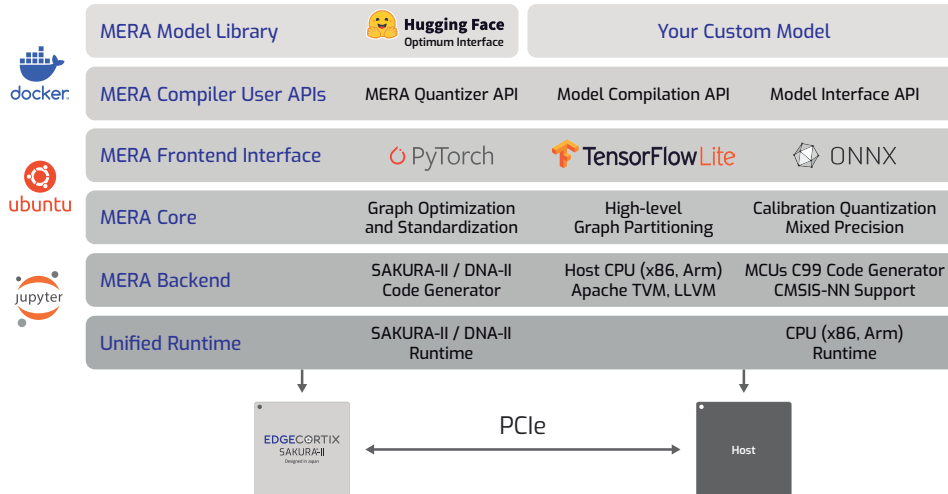 MERA Model Library
Hugging Face
Optimum Interface
Your Custom Model
docker
MERA Compiler User APIs
MERA Quantizer API
Model Compilation API
Model Interface API
MERA Frontend Interface
PyTorch
TensorFlow Lite
ONNX
ubuntu
MERA Core
Graph Optimization
and Standardization
High-level
Graph Partitioning
Calibration Quantization
Mixed Precision
jupyter
MERA Backend
SAKURA-II / DNA-II
Code Generator
Host CPU (x86, Arm)
Apache TVM, LLVM
MCUs C99 Code Generator
CMSIS-NN Support
Unified Runtime
SAKURA-II / DNA-II
Runtime
CPU (x86, Arm)
Runtime
EDGECORTIX
SAKURA-II
Designed in Japan
PCIe
Host